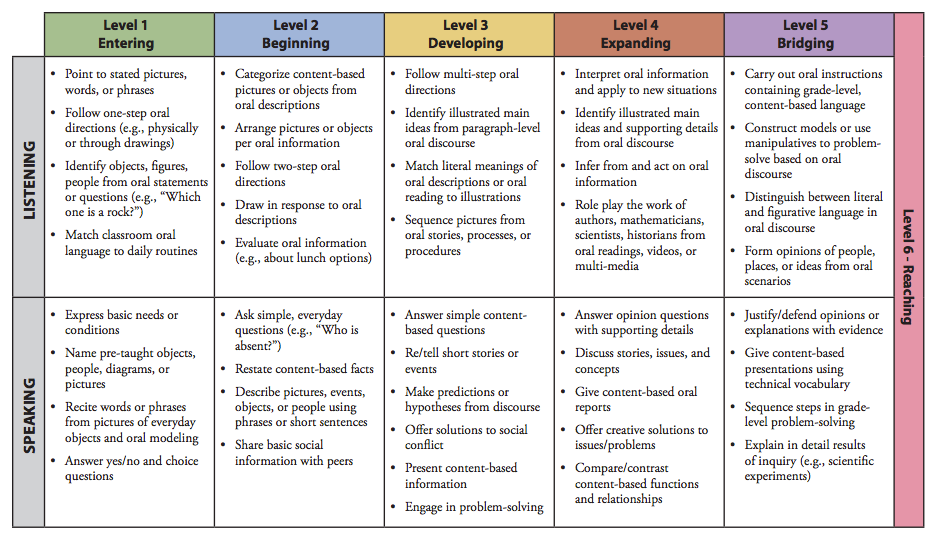 Level 1
Entering
Level 2
Beginning
Level 3
Developing
Level 4
Expanding
Level 5
Bridging
LISTENING
• Point to stated pictures,
words, or phrases
• Follow one-step oral
directions (e.g., physically
or through drawings)
• Identify objects, figures,
people from oral statements
or questions (e.g., “Which
one is a rock?”)
• Match classroom oral
language to daily routines
• Categorize content-based
pictures or objects from
oral descriptions
• Arrange pictures or objects
per oral information
• Follow two-step oral
directions
• Draw in response to oral
descriptions
• Evaluate oral information
(e.g., about lunch options)
• Follow multi-step oral
directions
• Identify illustrated main
ideas from paragraph-level
oral discourse
• Match literal meanings of
oral descriptions or oral
reading to illustrations
• Sequence pictures from
oral stories, processes, or
procedures
• Interpret oral information
and apply to new situations
• Identify illustrated main
ideas and supporting details
from oral discourse
• Infer from and act on oral
information
• Role play the work of
authors, mathematicians,
scientists, historians from
oral readings, videos, or
multi-media
• Carry out oral instructions
containing grade-level,
content-based language
• Construct models or use
manipulatives to problem-
solve based on oral
discourse
• Distinguish between literal
and figurative language in
oral discourse
• Form opinions of people,
places, or ideas from oral
scenarios
SPEAKING
• Express basic needs or
conditions
• Name pre-taught objects,
people, diagrams, or
pictures
• Recite words or phrases
from pictures of everyday
objects and oral modeling
• Answer yes/no and choice
questions
• Ask simple, everyday
questions (e.g., “Who is
absent?”)
• Restate content-based facts
• Describe pictures, events,
objects, or people using
phrases or short sentences
• Share basic social
information with peers
• Answer simple content-
based questions
• Re/tell short stories or
events
• Make predictions or
hypotheses from discourse
• Offer solutions to social
conflict
• Present content-based
information
• Engage in problem-solving
• Answer opinion questions
with supporting details
• Discuss stories, issues, and
concepts
• Give content-based oral
reports
• Offer creative solutions to
issues/problems
• Compare/contrast
content-based functions
and relationships
• Justify/defend opinions or
explanations with evidence
• Give content-based
presentations using
technical vocabulary
• Sequence steps in grade-
level problem-solving
• Explain in detail results
of inquiry (e.g., scientific
experiments)
Level 6 - Reaching